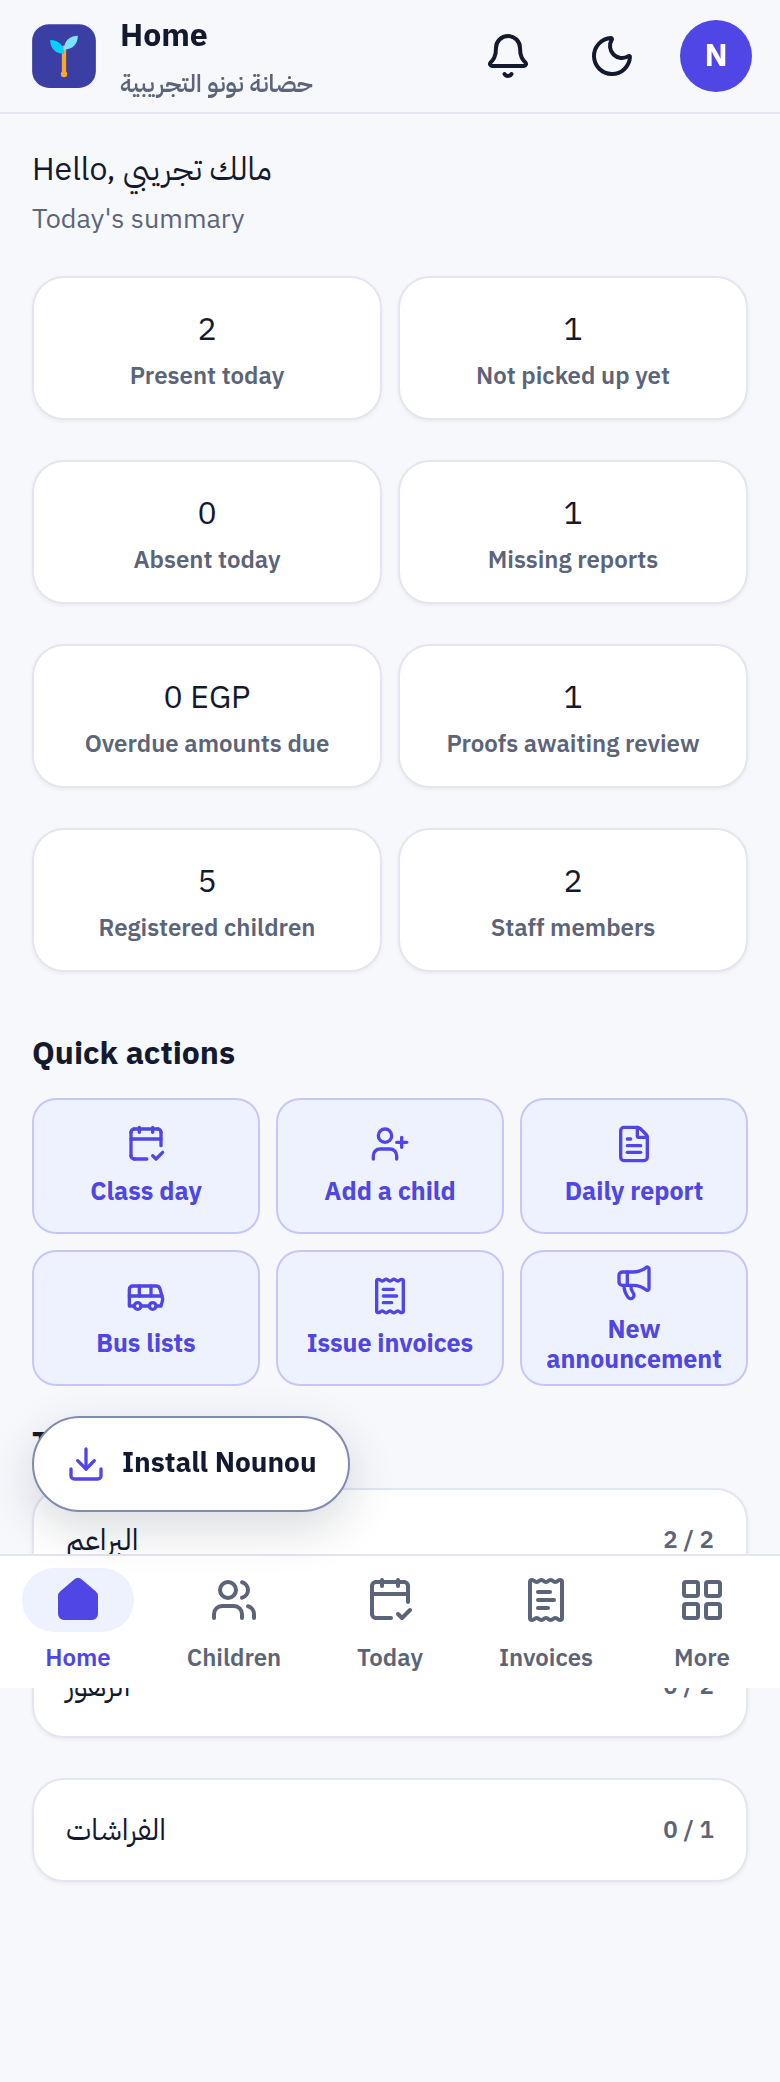 Home
حضانة نونو التجريبية
N
Hello, مالك تجريبي
Today's summary
2
Present today
1
Not picked up yet
0
Absent today
1
Missing reports
0 EGP
Overdue amounts due
1
Proofs awaiting review
5
Registered children
2
Staff members
Quick actions
Class day
Add a child
Daily report
Bus lists
Issue invoices
New
announcement
Install Nounou
البراعم
2 / 2
Home
Children
Today
Invoices
More
الفراشات
0 / 1